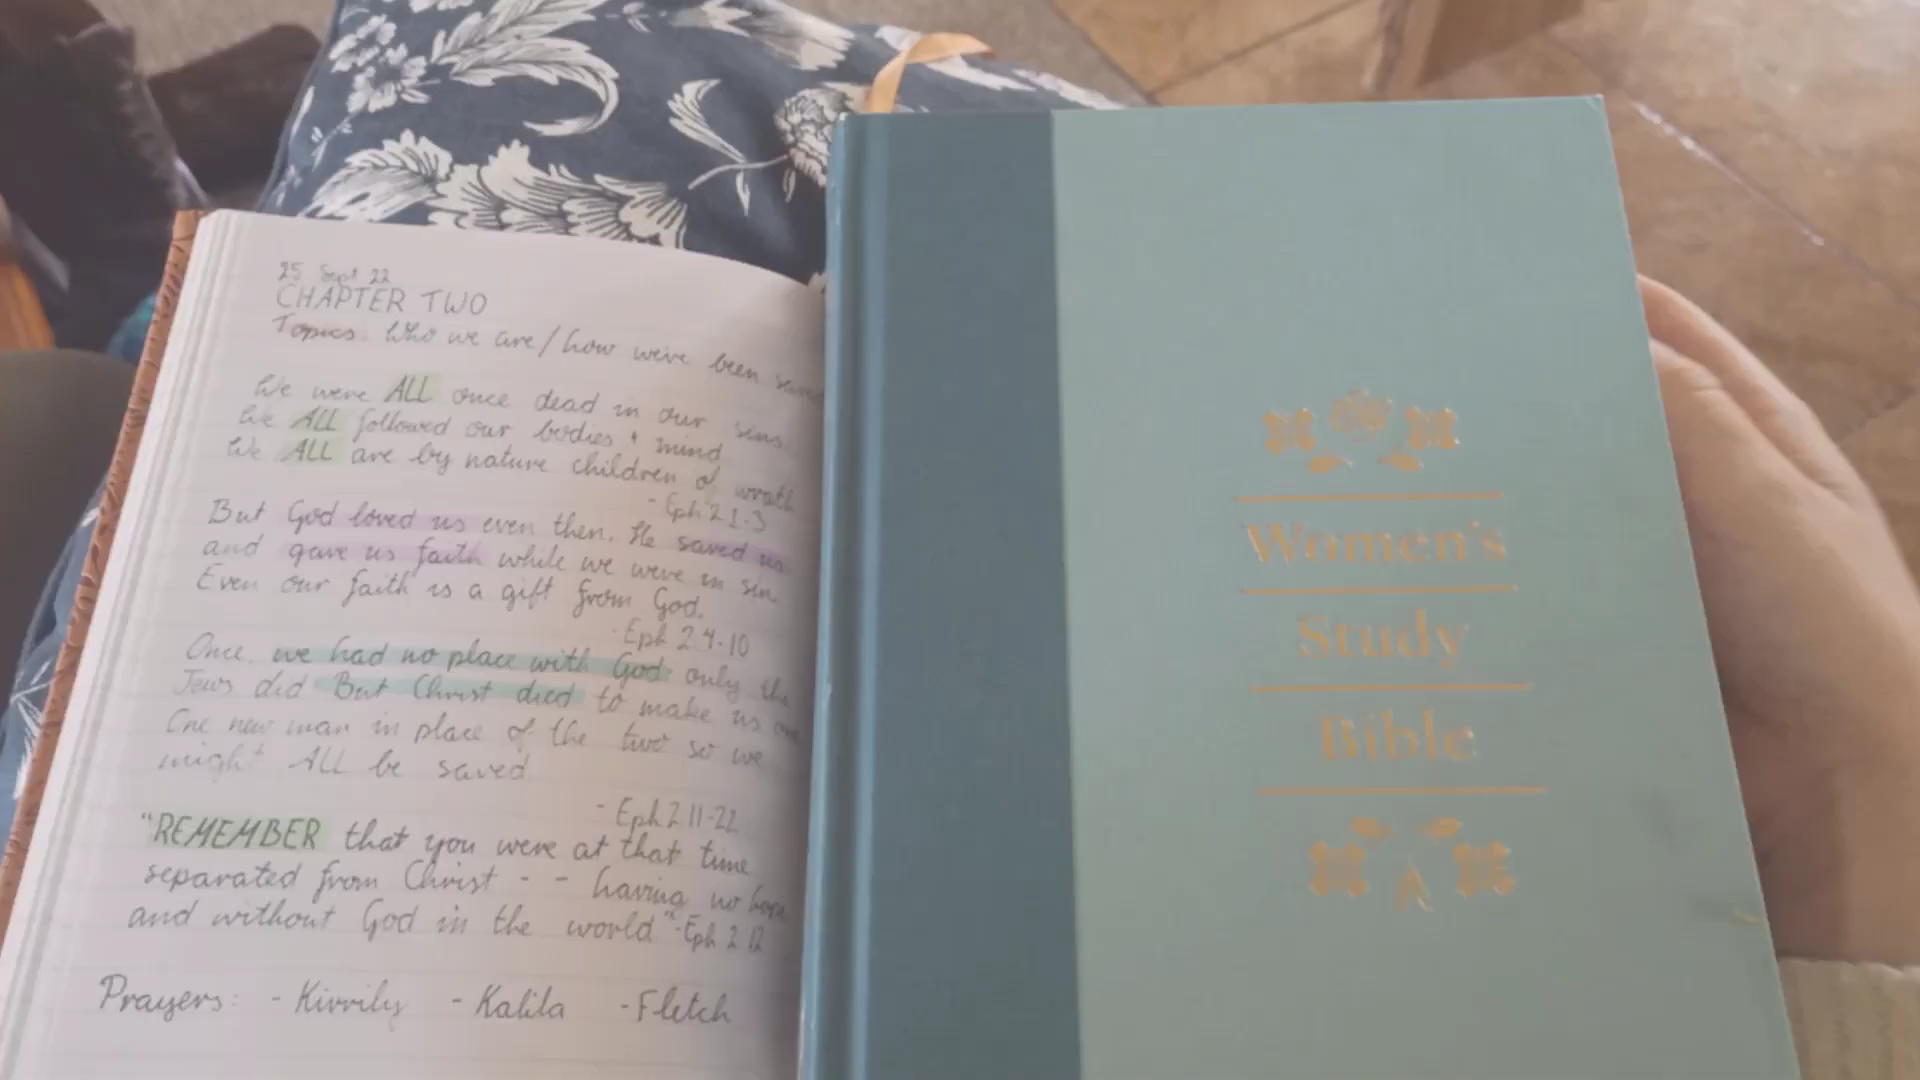 25 Sept 22
CHAPTER TWO
Topics: Who we are / how we've been saved
We were ALL once dead in our sins.
We ALL followed our bodies + mind
We ALL are by nature children of wrath
- Eph 2 1-3
But God loved us even then. He saved us
and gave us faith while we were in sin.
Even our faith is a gift from God.
- Eph 2 4-10
Once, we had no place with God only the
Jews did But Christ died to make us one
One new man in place of the two so we
might ALL be saved
- Eph 2 11-22
"REMEMBER that you were at that time
separated from Christ - - having no hope
and without God in the world" - Eph 2 12
Prayers: - Kirrily - Kalila - Fletch
Women's
Study
Bible